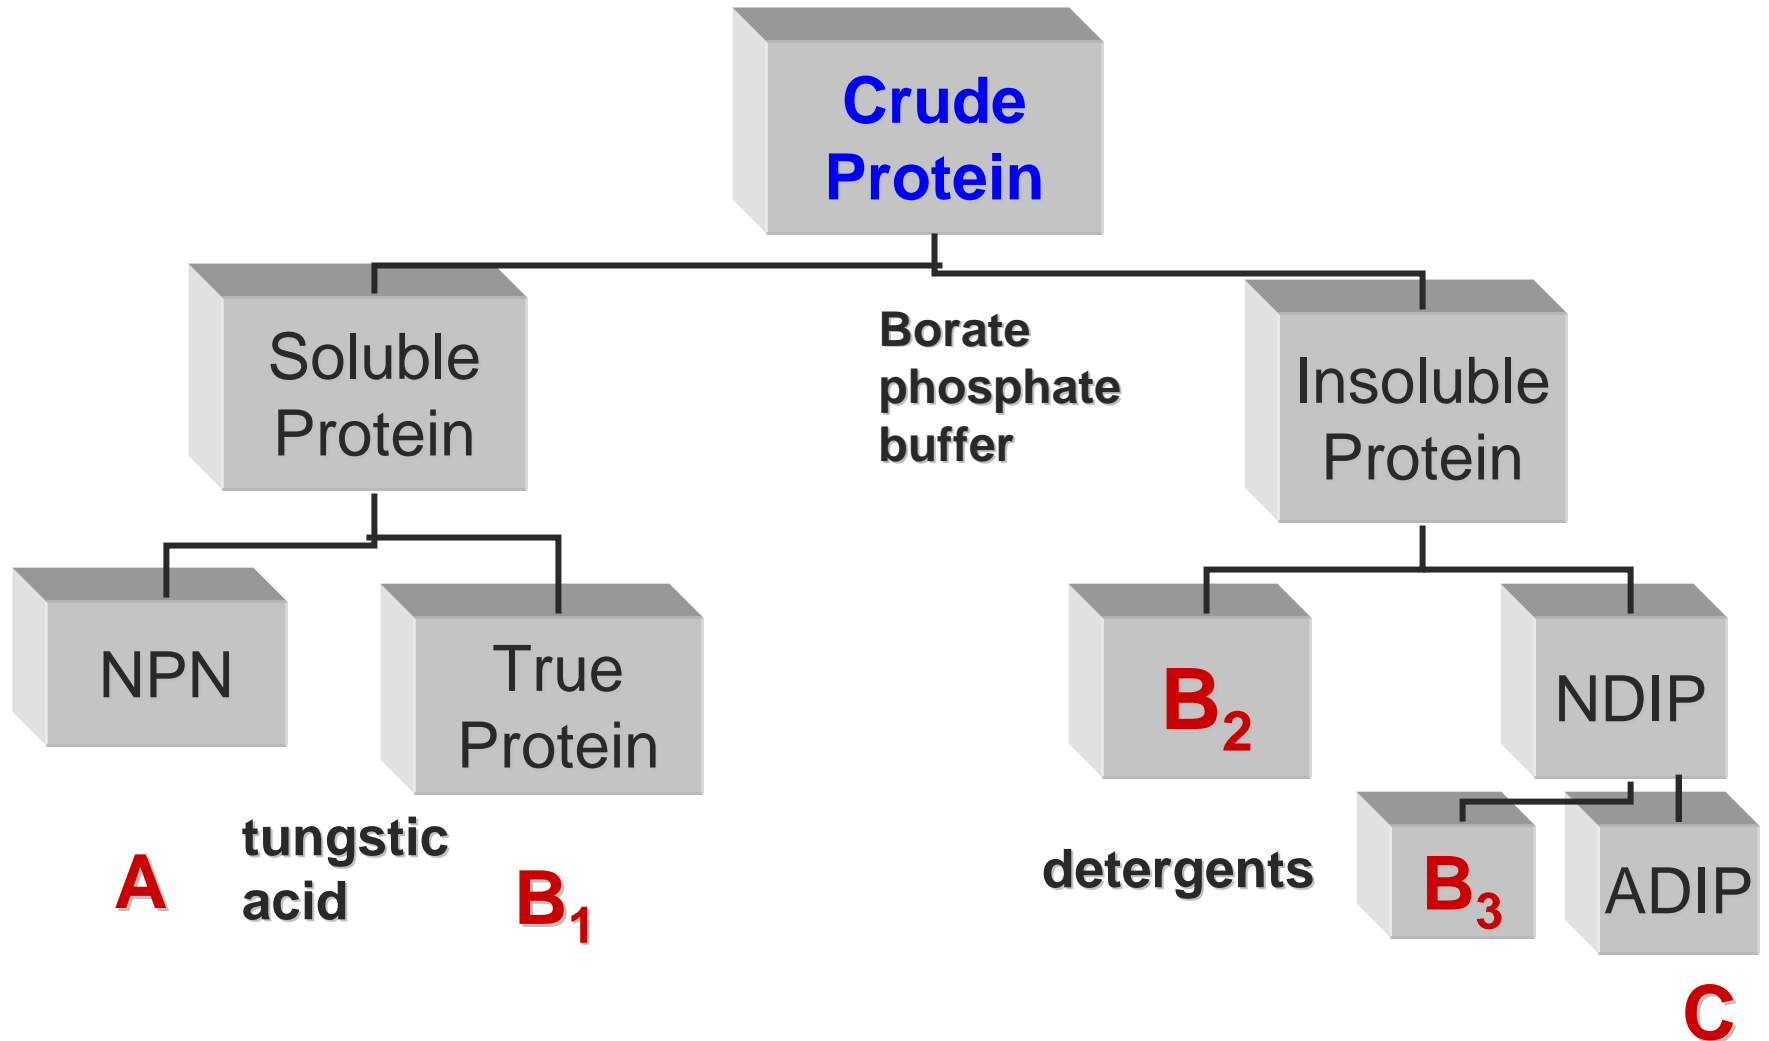 Crude
Protein
Soluble
Protein
Borate
phosphate
buffer
Insoluble
Protein
NPN
True
Protein
B₂
NDIP
tungstic
acid
A
B₁
detergents
B₃
ADIP
C